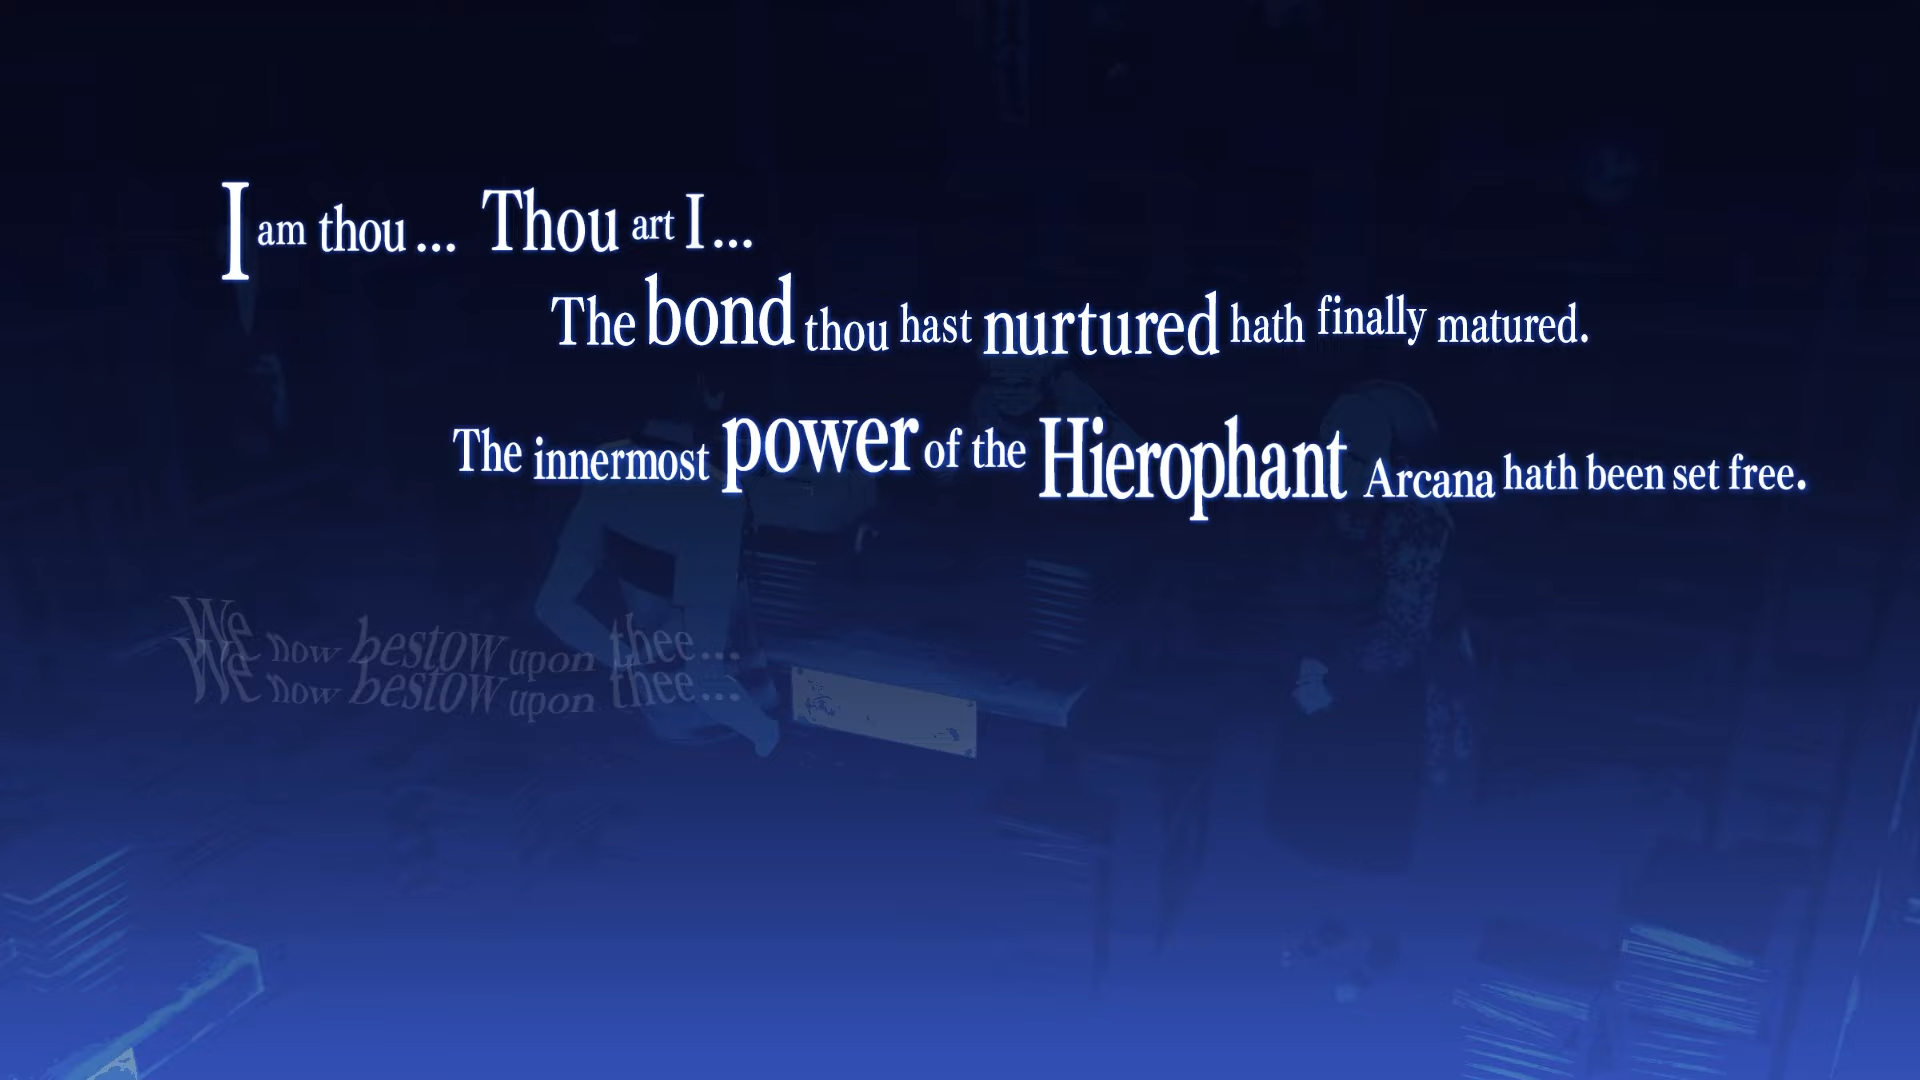 I am thou... Thou art I...
The bond thou hast nurtured hath finally matured.
The innermost power of the Hierophant Arcana hath been set free.
We now bestow upon thee...
We now bestow upon thee...